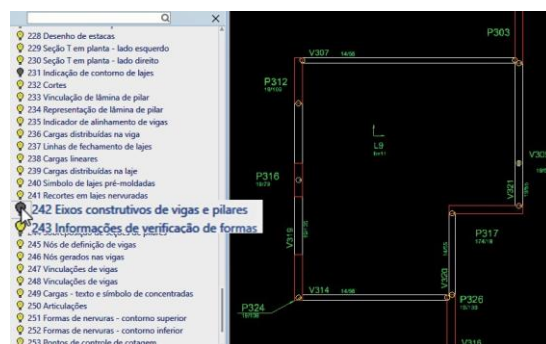 228 Desenho de estacas
229 Seção T em planta - lado esquerdo
230 Seção T em planta - lado direito
231 Indicação de contorno de lajes
232 Cortes
233 Vinculação de lâmina de pilar
234 Representação de lâmina de pilar
235 Indicador de alinhamento de vigas
236 Cargas distribuídas na viga
237 Linhas de fechamento de lajes
238 Cargas lineares
239 Cargas distribuídas na laje
240 Simbolo de lajes pré-moldadas
241 Recortes em lajes nervuradas
242 Eixos construtivos de vigas e pilares
243 Informações de verificação de formas
245 Nós de definição de vigas
246 Nós gerados nas vigas
247 Vinculações de vigas
248 Vinculações de vigas
249 Cargas - texto e símbolo de concentradas
250 Articulações
251 Formas de nervuras - contorno superior
252 Formas de nervuras - contorno inferior
253 Pontos de controle de cotagem
P303
V307
P312
L9
P316
V321
V319
P317
V320
V314
P324
P326